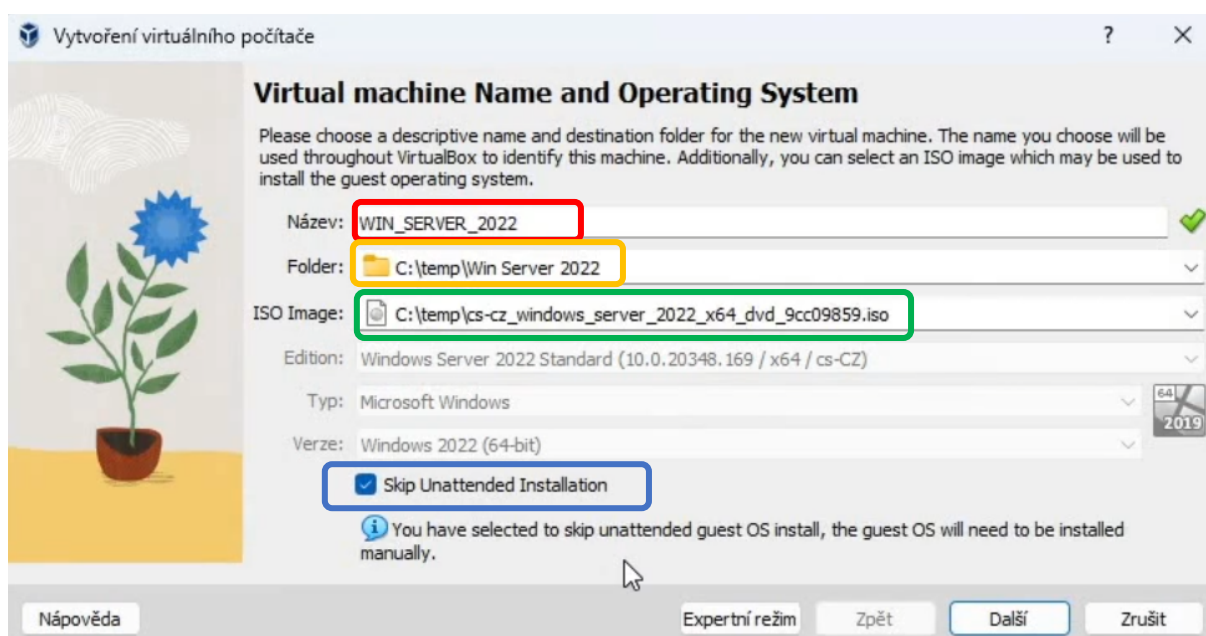 Vytvoření virtuálního počítače
?
Virtual machine Name and Operating System
Please choose a descriptive name and destination folder for the new virtual machine. The name you choose will be
used throughout VirtualBox to identify this machine. Additionally, you can select an ISO image which may be used to
install the guest operating system.
Název: WIN_SERVER_2022
Folder: C:\temp\Win Server 2022
ISO Image: C:\temp\cs-cz_windows_server_2022_x64_dvd_9cc09859.iso
Edition: Windows Server 2022 Standard (10.0.20348.169 / x64 / cs-CZ)
Typ: Microsoft Windows
64
2019
Verze: Windows 2022 (64-bit)
Skip Unattended Installation
You have selected to skip unattended guest OS install, the guest OS will need to be installed
manually.
Nápověda Expertní režim Zpět Další Zrušit